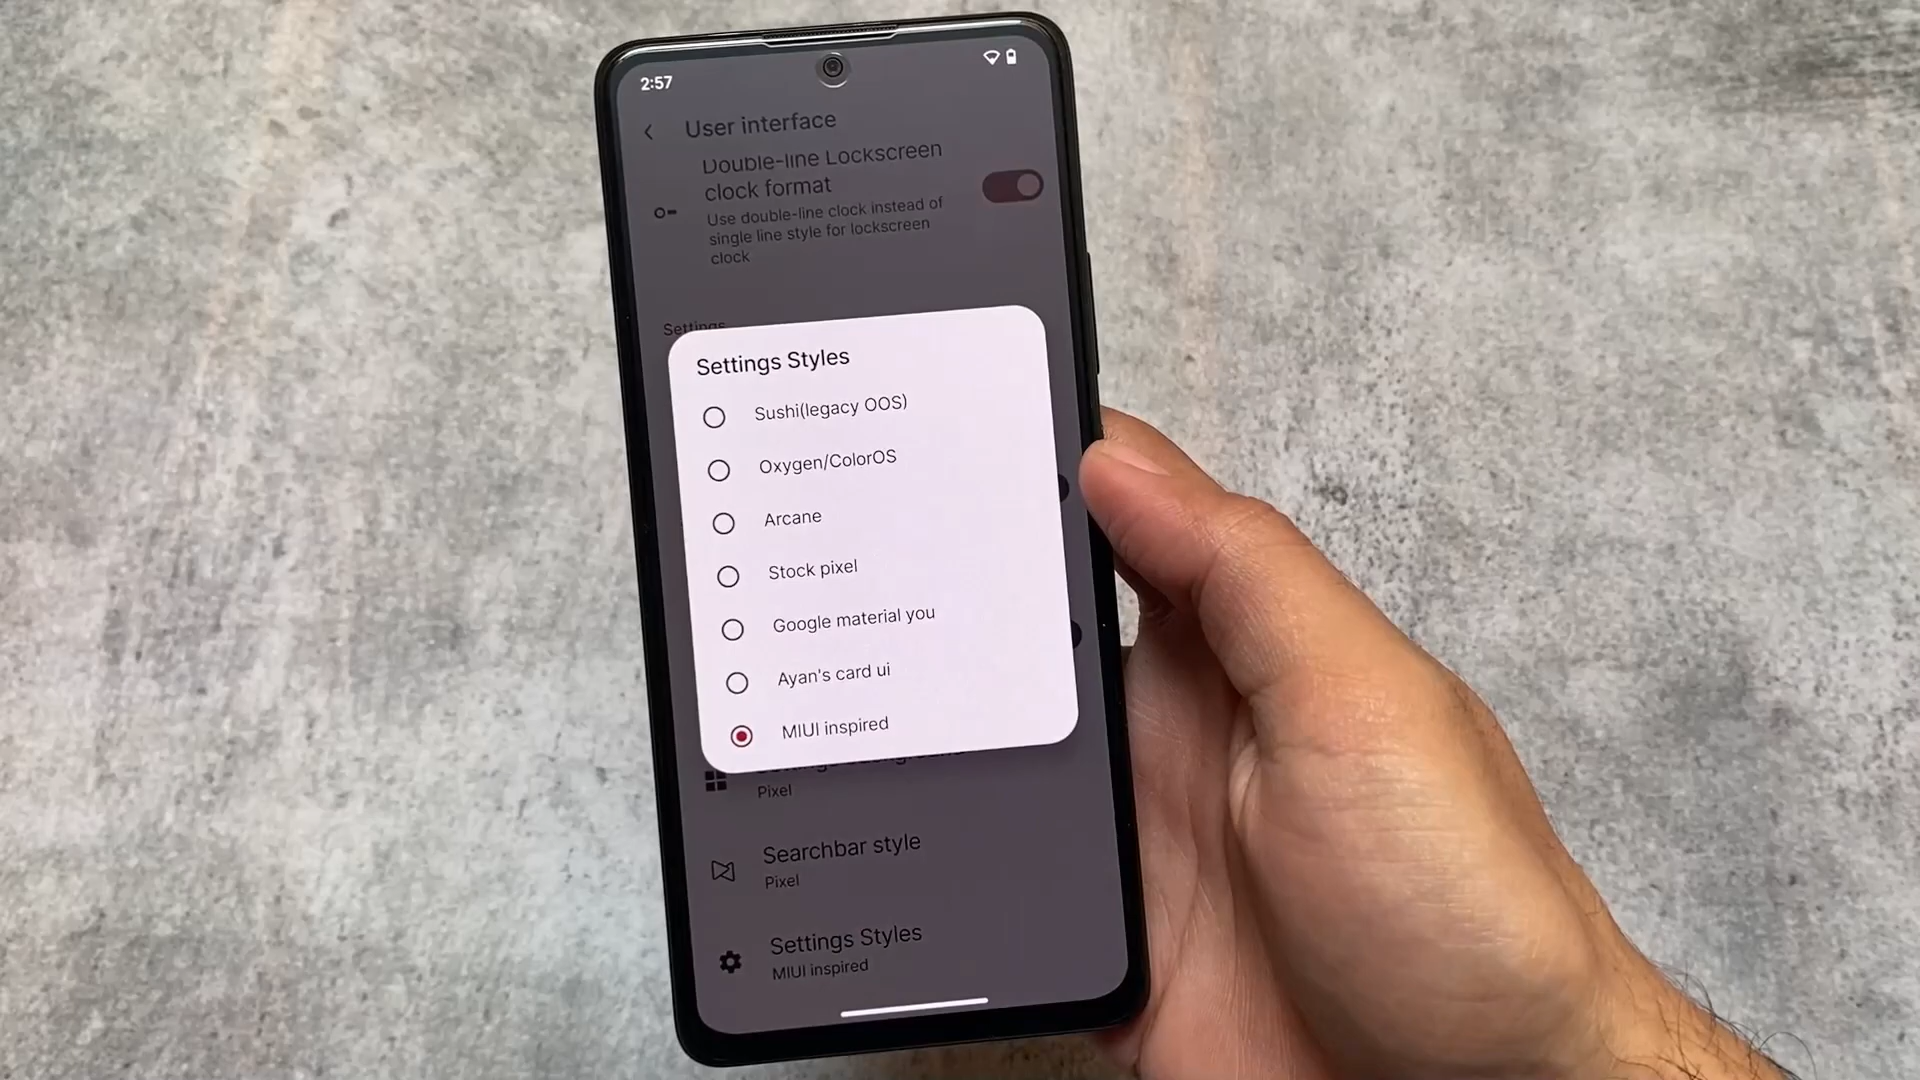 2:57
User interface
Double-line Lockscreen
clock format
Use double-line clock instead of
single line style for lockscreen
clock
Settings
Settings Styles
Sushi(legacy OOS)
Oxygen/ColorOS
Arcane
Stock pixel
Google material you
Ayan's card ui
MIUI inspired
Pixel
Searchbar style
Pixel
Settings Styles
MIUI inspired